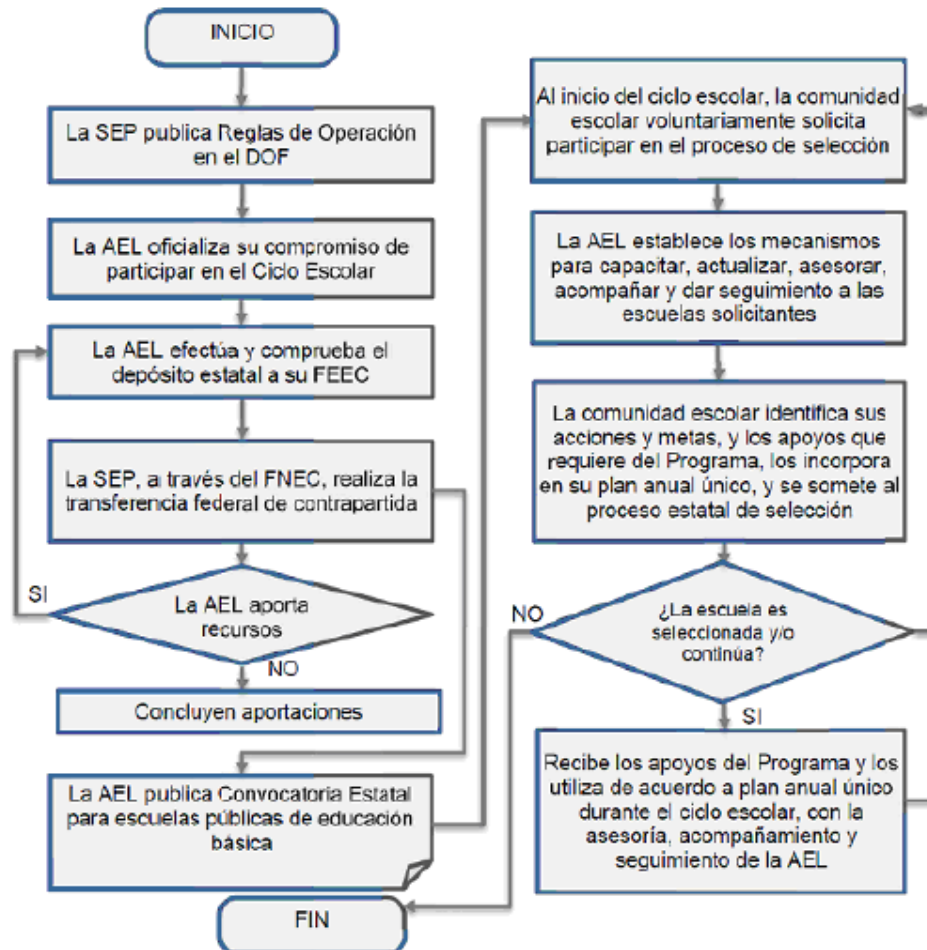 INICIO
La SEP publica Reglas de Operación
en el DOF
La AEL oficializa su compromiso de
participar en el Ciclo Escolar
La AEL efectúa y comprueba el
depósito estatal a su FEEC
La SEP, a través del FNEC, realiza la
transferencia federal de contrapartida
SI
La AEL aporta
recursos
NO
Concluyen aportaciones
La AEL publica Convocatoria Estatal
para escuelas públicas de educación
básica
FIN
Al inicio del ciclo escolar, la comunidad
escolar voluntariamente solicita
participar en el proceso de selección
La AEL establece los mecanismos
para capacitar, actualizar, asesorar,
acompañar y dar seguimiento a las
escuelas solicitantes
La comunidad escolar identifica sus
acciones y metas, y los apoyos que
requiere del Programa, los incorpora
en su plan anual único, y se somete al
proceso estatal de selección
NO
¿La escuela es
seleccionada y/o
continúa?
SI
Recibe los apoyos del Programa y los
utiliza de acuerdo a plan anual único
durante el ciclo escolar, con la
asesoría, acompañamiento y
seguimiento de la AEL